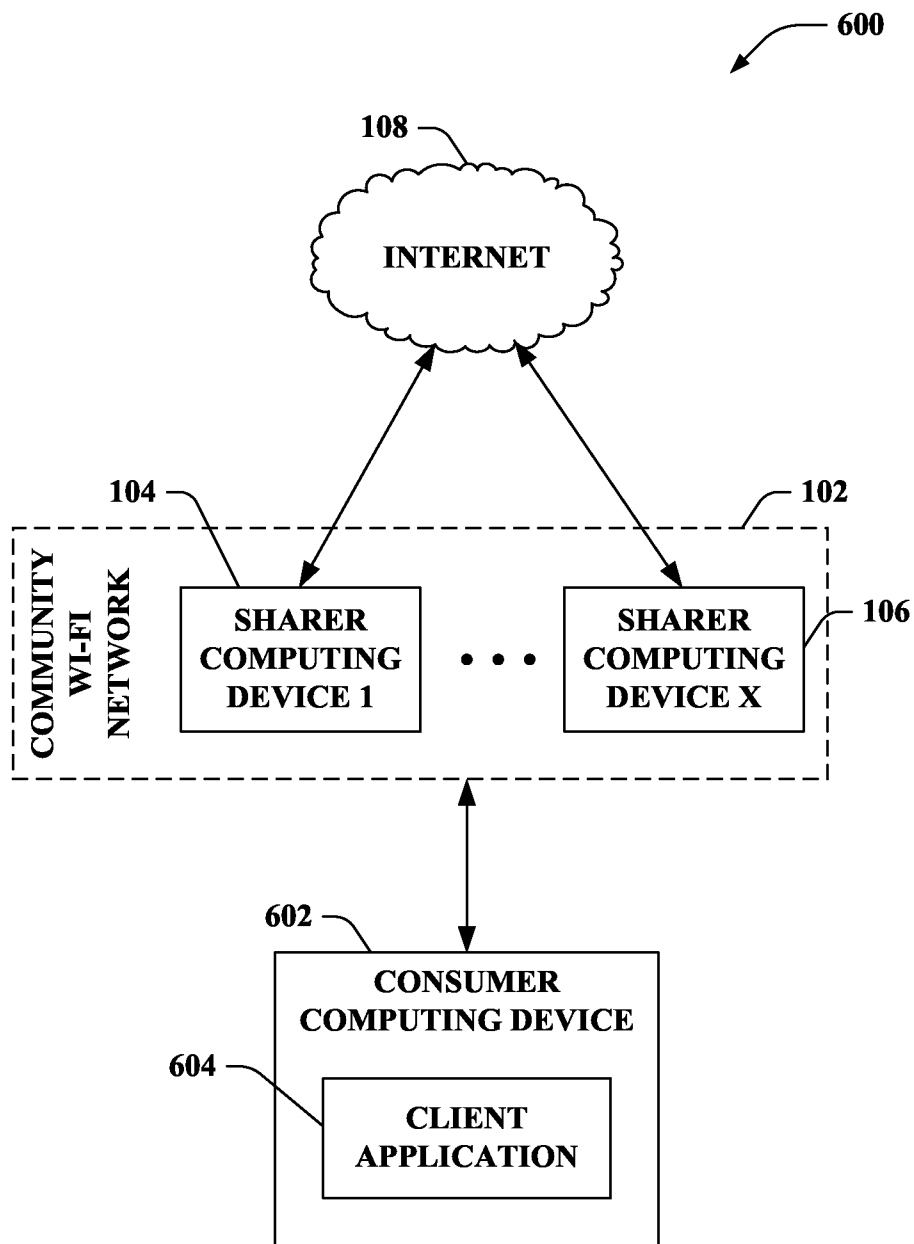 600
108
INTERNET
104
102
COMMUNITY
WI-FI
NETWORK
SHARER
COMPUTING
DEVICE 1
SHARER
COMPUTING
DEVICE X
106
602
CONSUMER
COMPUTING DEVICE
604
CLIENT
APPLICATION